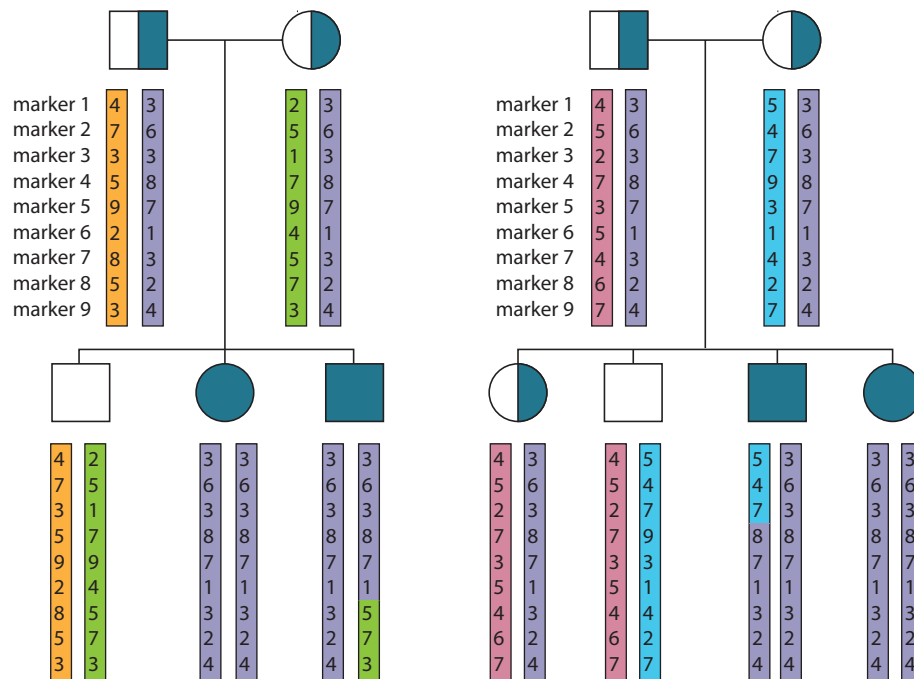 marker 1 4 3 2 3 marker 1 4 3 5 3
marker 2 7 6 5 6 marker 2 5 6 4 6
marker 3 3 3 1 3 marker 3 2 3 7 3
marker 4 5 8 7 8 marker 4 7 8 9 8
marker 5 9 7 9 7 marker 5 3 7 3 7
marker 6 2 1 4 1 marker 6 5 1 1 1
marker 7 8 3 5 3 marker 7 4 3 4 3
marker 8 5 2 7 2 marker 8 6 2 2 2
marker 9 3 4 3 4 marker 9 7 4 7 4
4 2 3 3 3 3 4 3 4 5 5 3 3 3
7 5 6 6 6 6 5 6 5 4 4 6 6 6
3 1 3 3 3 3 2 3 2 7 7 3 3 3
5 7 8 8 8 8 7 8 7 9 8 8 8 8
9 9 7 7 7 7 3 7 3 3 7 7 7 7
2 4 1 1 1 1 5 1 5 1 1 1 1 1
8 5 3 3 3 5 4 3 4 4 3 3 3 3
5 7 2 2 2 7 6 2 6 2 2 2 2 2
3 3 4 4 4 3 7 4 7 7 4 4 4 4